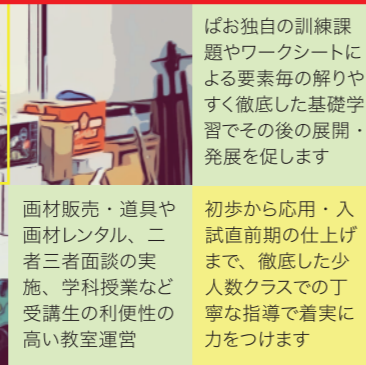 ぱお独自の訓練課
題やワークシートに
よる要素毎の解りや
すく徹底した基礎学
習でその後の展開・
発展を促します
画材販売・道具や
画材レンタル、二
者三者面談の実
施、学科授業など
受講生の利便性の
高い教室運営
初歩から応用・入
試直前期の仕上げ
まで、徹底した少
人数クラスでの丁
寧な指導で着実に
力をつけます